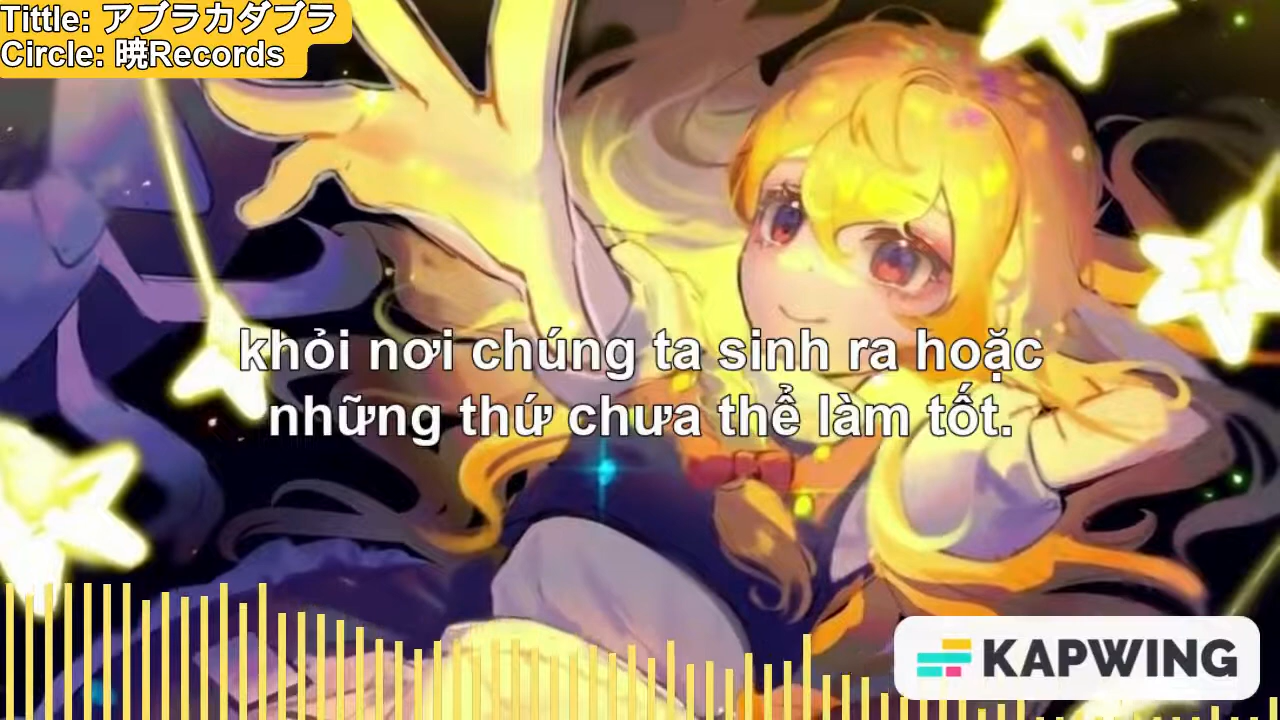 Tittle: アブラカダブラ
Circle: 暁Records
khỏi nơi chúng ta sinh ra hoặc
những thứ chưa thể làm tốt.
KAPWING